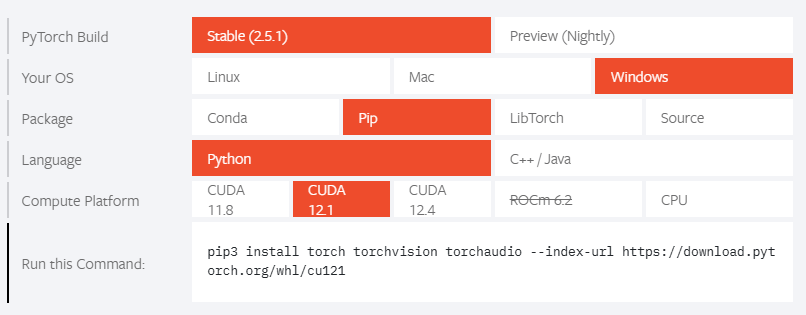 PyTorch Build
Stable (2.5.1)
Preview (Nightly)
Your OS
Linux
Mac
Windows
Package
Conda
Pip
LibTorch
Source
Language
Python
C++ / Java
Compute Platform
CUDA
11.8
CUDA
12.1
CUDA
12.4
ROCm 6.2
CPU
Run this Command:
pip3 install torch torchvision torchaudio --index-url https://download.pyt
orch.org/whl/cu121